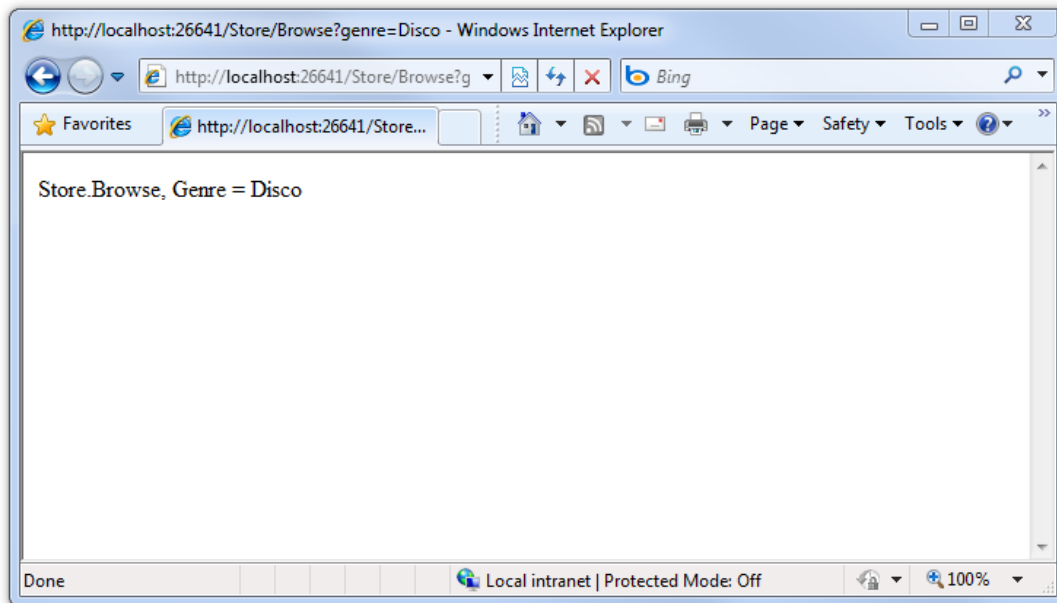 http://localhost:26641/Store/Browse?genre=Disco - Windows Internet Explorer
http://localhost:26641/Store/Browse?g
Bing
Favorites
http://localhost:26641/Store...
Page
Safety
Tools
Store.Browse, Genre = Disco
Done
Local intranet | Protected Mode: Off
100%